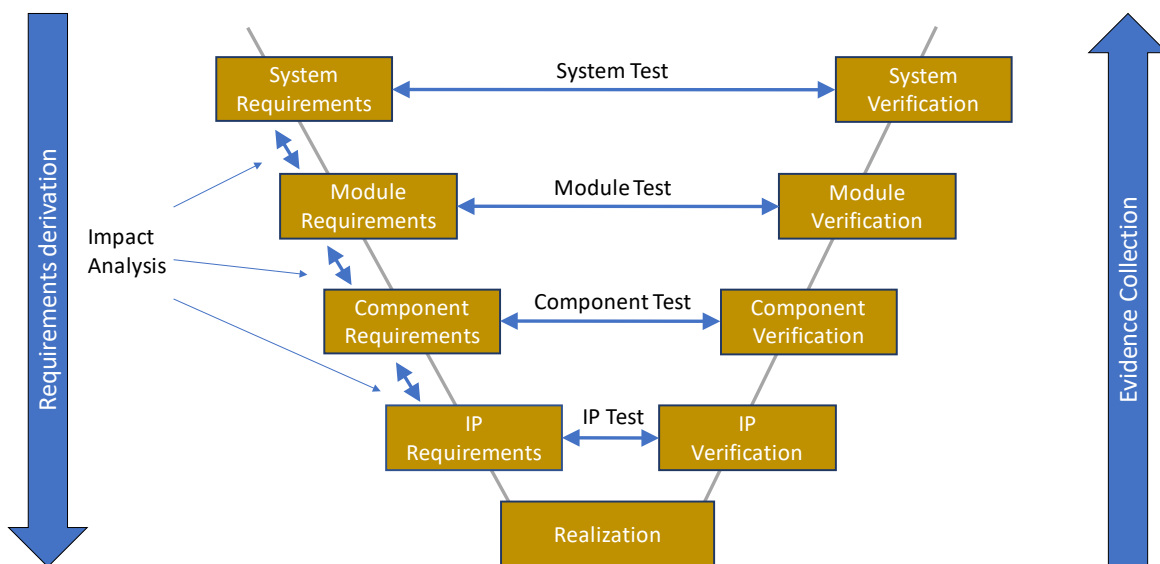 Requirements derivation
System
Requirements
System Test
System
Verification
Module
Requirements
Module Test
Module
Verification
Impact
Analysis
Component
Requirements
Component Test
Component
Verification
IP
Requirements
IP Test
IP
Verification
Realization
Evidence Collection